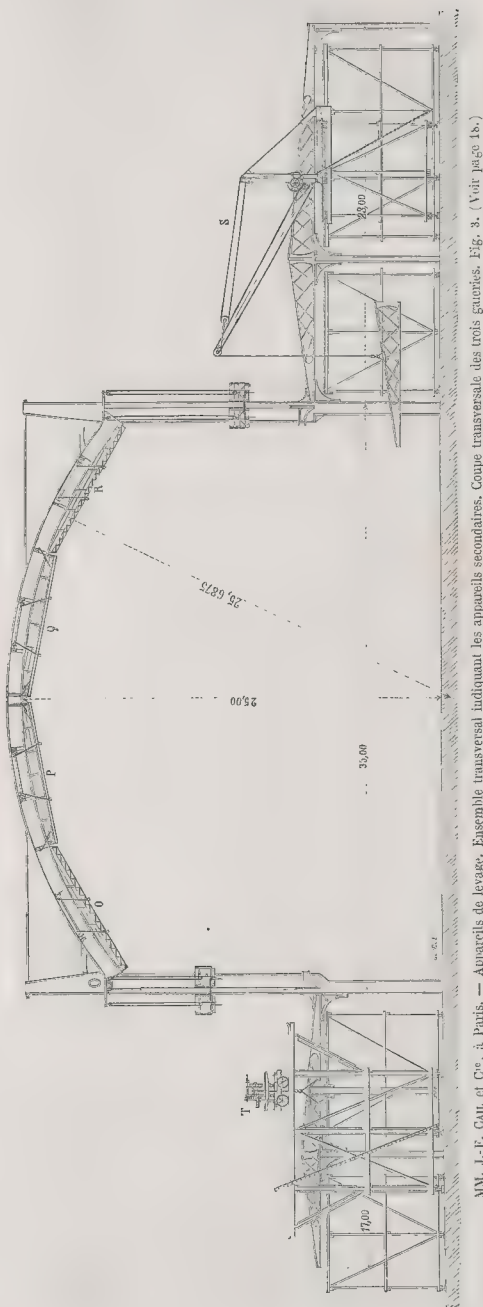 S
23,00
R
25,6875
Q
25,00
35,00
P
O
O
T
17,00
MM. J.-F. CAIL et Cie, à Paris. — Appareils de levage. Ensemble transversal indiquant les appareils secondaires. Coupe transversale des trois galeries. Fig. 3. (Voir page 18.)